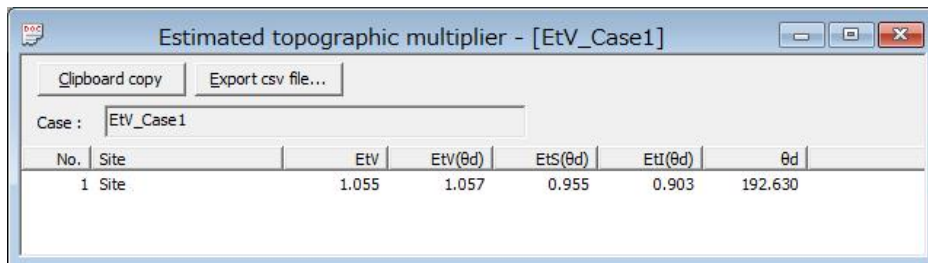 DOC
Estimated topographic multiplier - [EtV_Case1]
Clipboard copy Export csv file...
Case : EtV_Case1
No. Site EtV EtV(θd) EtS(θd) EtI(θd) θd
1 Site 1.055 1.057 0.955 0.903 192.630